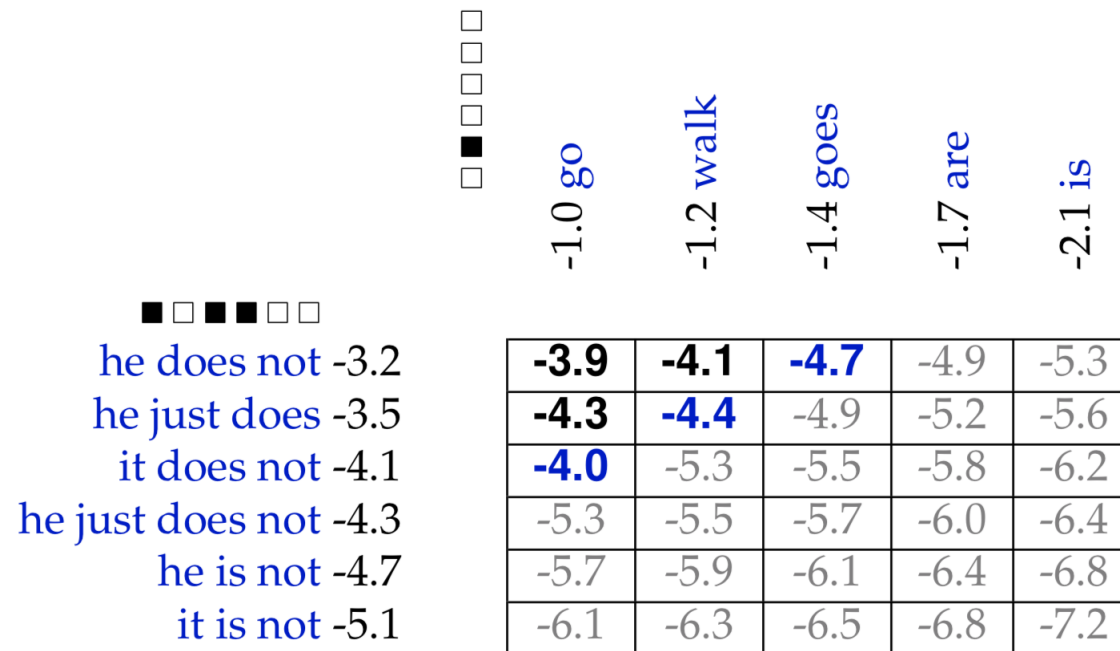 -1.0 go
-1.2 walk
-1.4 goes
-1.7 are
-2.1 is
he does not -3.2 -3.9 -4.1 -4.7 -4.9 -5.3
he just does -3.5 -4.3 -4.4 -4.9 -5.2 -5.6
it does not -4.1 -4.0 -5.3 -5.5 -5.8 -6.2
he just does not -4.3 -5.3 -5.5 -5.7 -6.0 -6.4
he is not -4.7 -5.7 -5.9 -6.1 -6.4 -6.8
it is not -5.1 -6.1 -6.3 -6.5 -6.8 -7.2